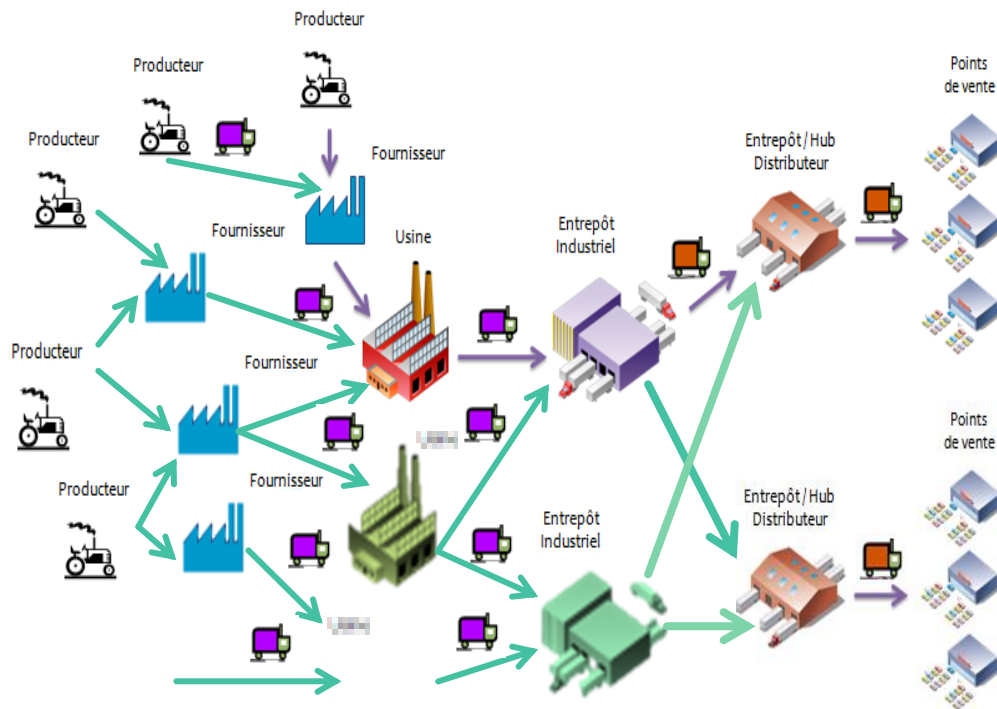 Producteur
Producteur
Producteur
Producteur
Producteur
Fournisseur
Fournisseur
Fournisseur
Fournisseur
Usine
Entrepôt
Industriel
Entrepôt
Industriel
Entrepôt / Hub
Distributeur
Entrepôt / Hub
Distributeur
Points
de vente
Points
de vente